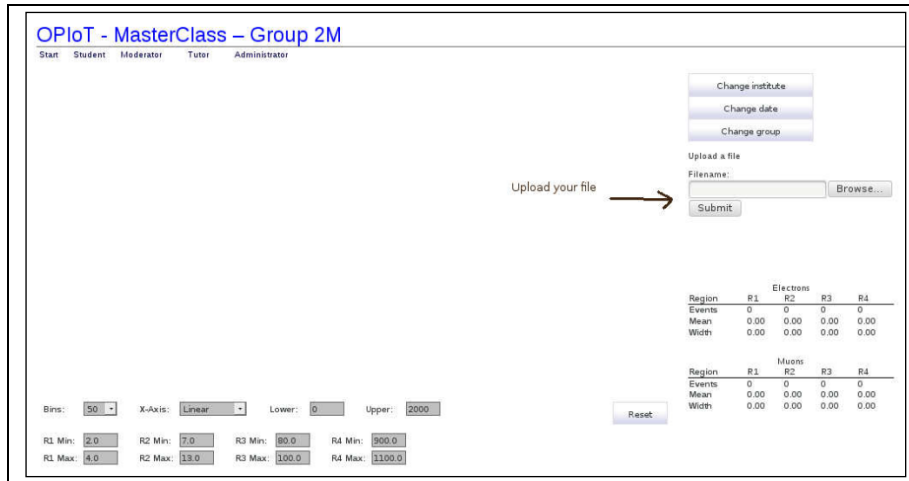 OPIoT - MasterClass – Group 2M
Start Student Moderator Tutor Administrator
Change institute
Change date
Change group
Upload a file
Filename:
Upload your file
Browse...
Submit
Electrons
Region R1 R2 R3 R4
Events 0 0 0 0
Mean 0.00 0.00 0.00 0.00
Width 0.00 0.00 0.00 0.00
Muons
Region R1 R2 R3 R4
Events 0 0 0 0
Mean 0.00 0.00 0.00 0.00
Width 0.00 0.00 0.00 0.00
Bins: 50 X-Axis: Linear Lower: 0 Upper: 2000
Reset
R1 Min: 2.0 R2 Min: 7.0 R3 Min: 80.0 R4 Min: 900.0
R1 Max: 4.0 R2 Max: 13.0 R3 Max: 100.0 R4 Max: 1100.0